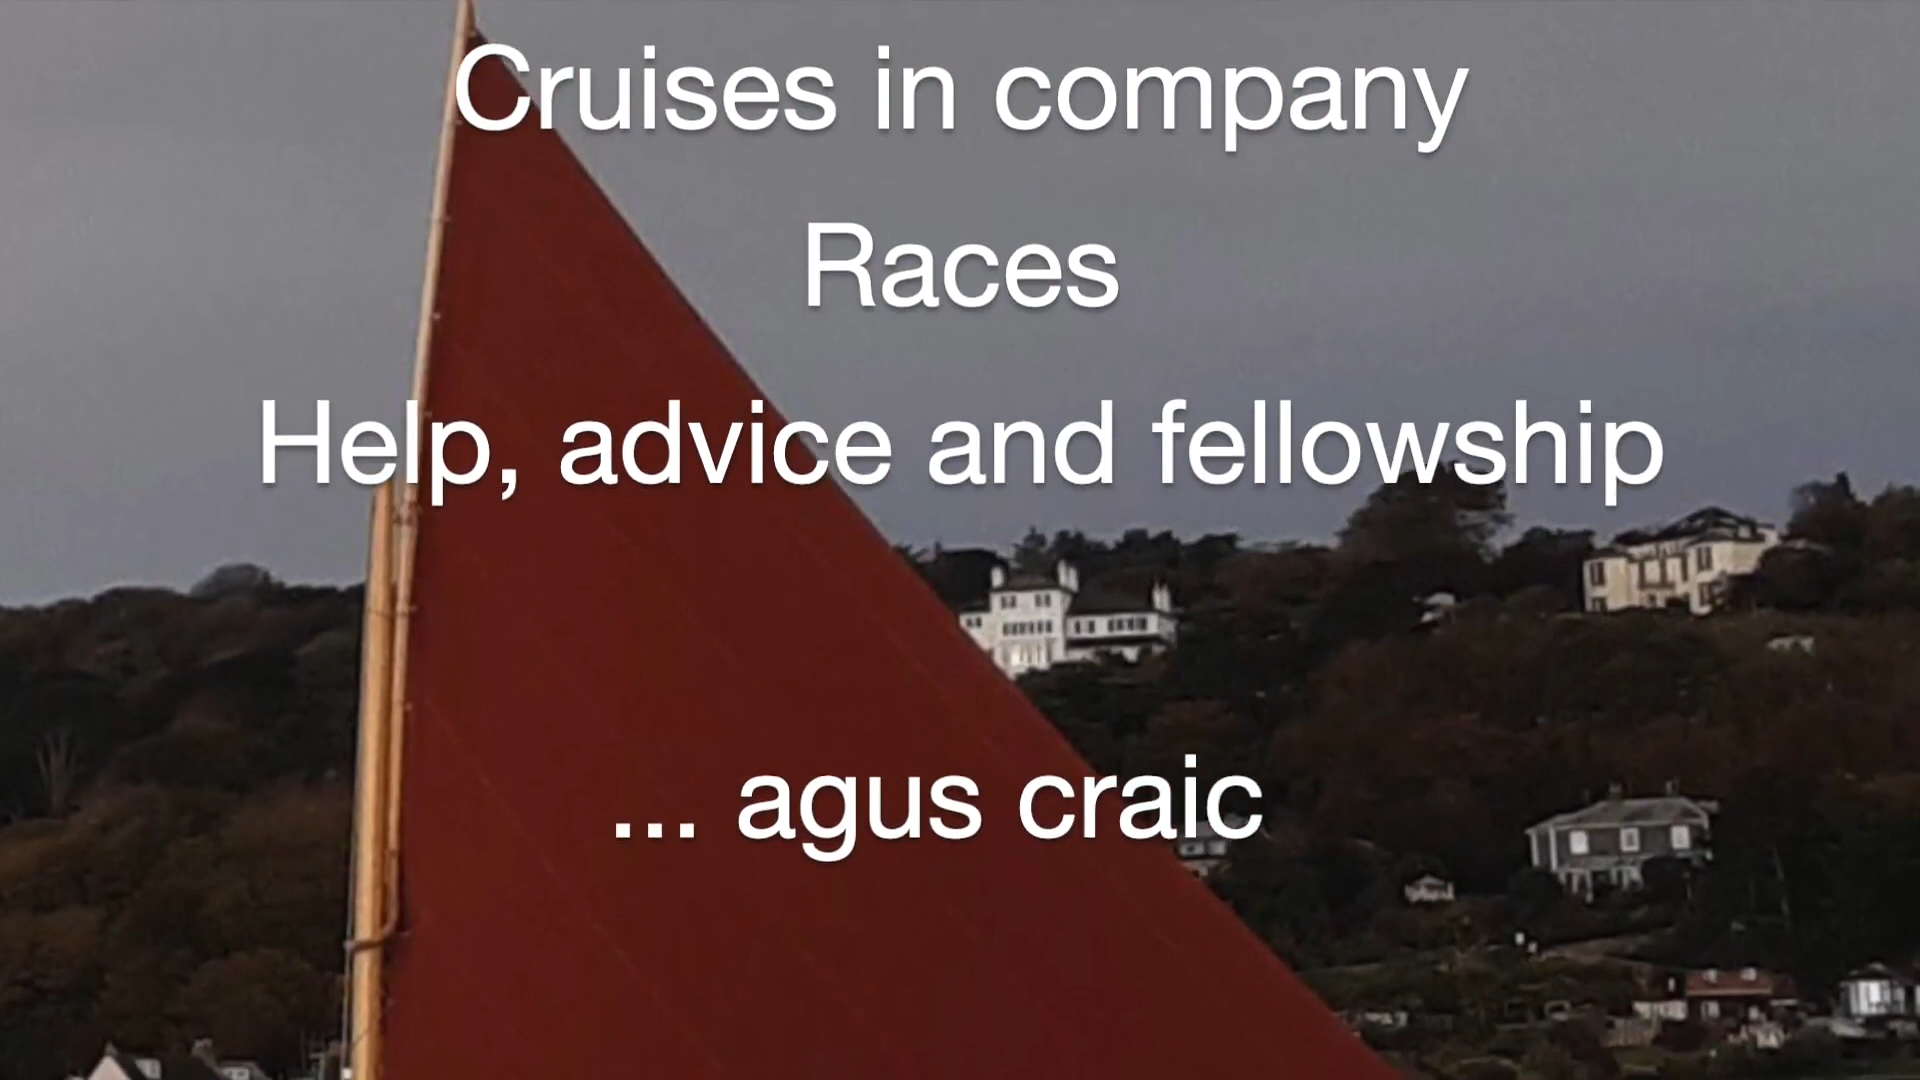 Cruises in company
Races
Help, advice and fellowship
... agus craic